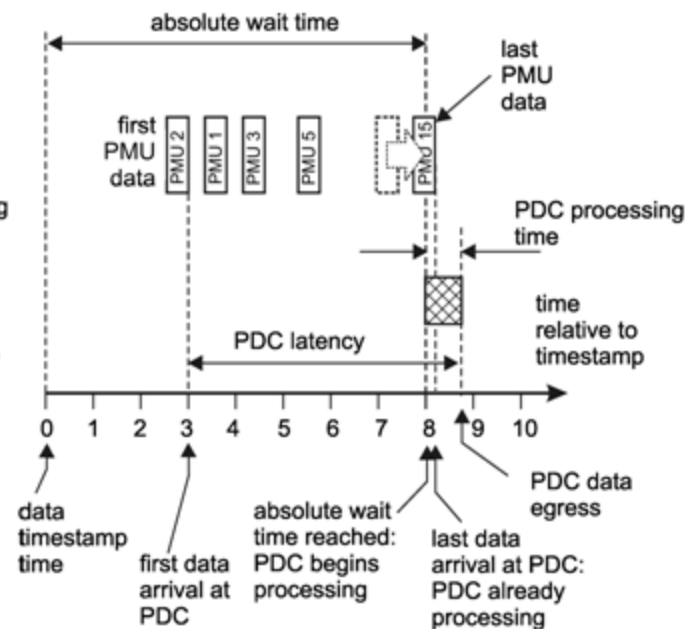 absolute wait time
last
PMU
data
first
PMU
data
PMU 2
PMU 1
PMU 3
PMU 5
PMU 15
g
PDC processing
time
PDC latency
time
relative to
timestamp
0 1 2 3 4 5 6 7 8 9 10
data
timestamp
time
first data
arrival at
PDC
absolute wait
time reached:
PDC begins
processing
last data
arrival at PDC:
PDC already
processing
PDC data
egress